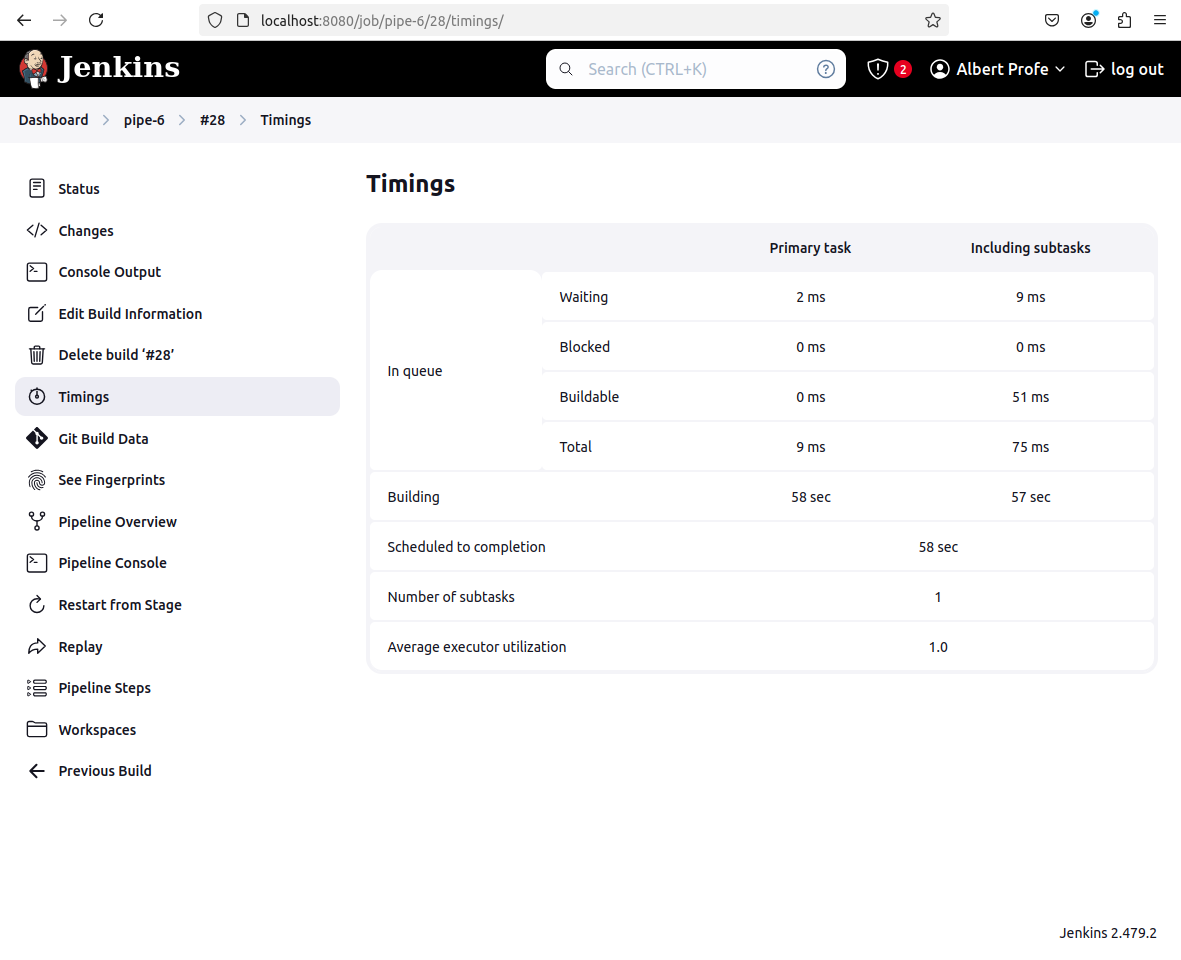 localhost:8080/job/pipe-6/28/timings/
Jenkins
Search (CTRL+K)
2
Albert Profe
log out
Dashboard
pipe-6
#28
Timings
Status
Changes
Console Output
Edit Build Information
Delete build ‘#28’
Timings
Git Build Data
See Fingerprints
Pipeline Overview
Pipeline Console
Restart from Stage
Replay
Pipeline Steps
Workspaces
Previous Build
Timings
Primary task Including subtasks
In queue
Waiting 2 ms 9 ms
Blocked 0 ms 0 ms
Buildable 0 ms 51 ms
Total 9 ms 75 ms
Building 58 sec 57 sec
Scheduled to completion 58 sec
Number of subtasks 1
Average executor utilization 1.0
Jenkins 2.479.2